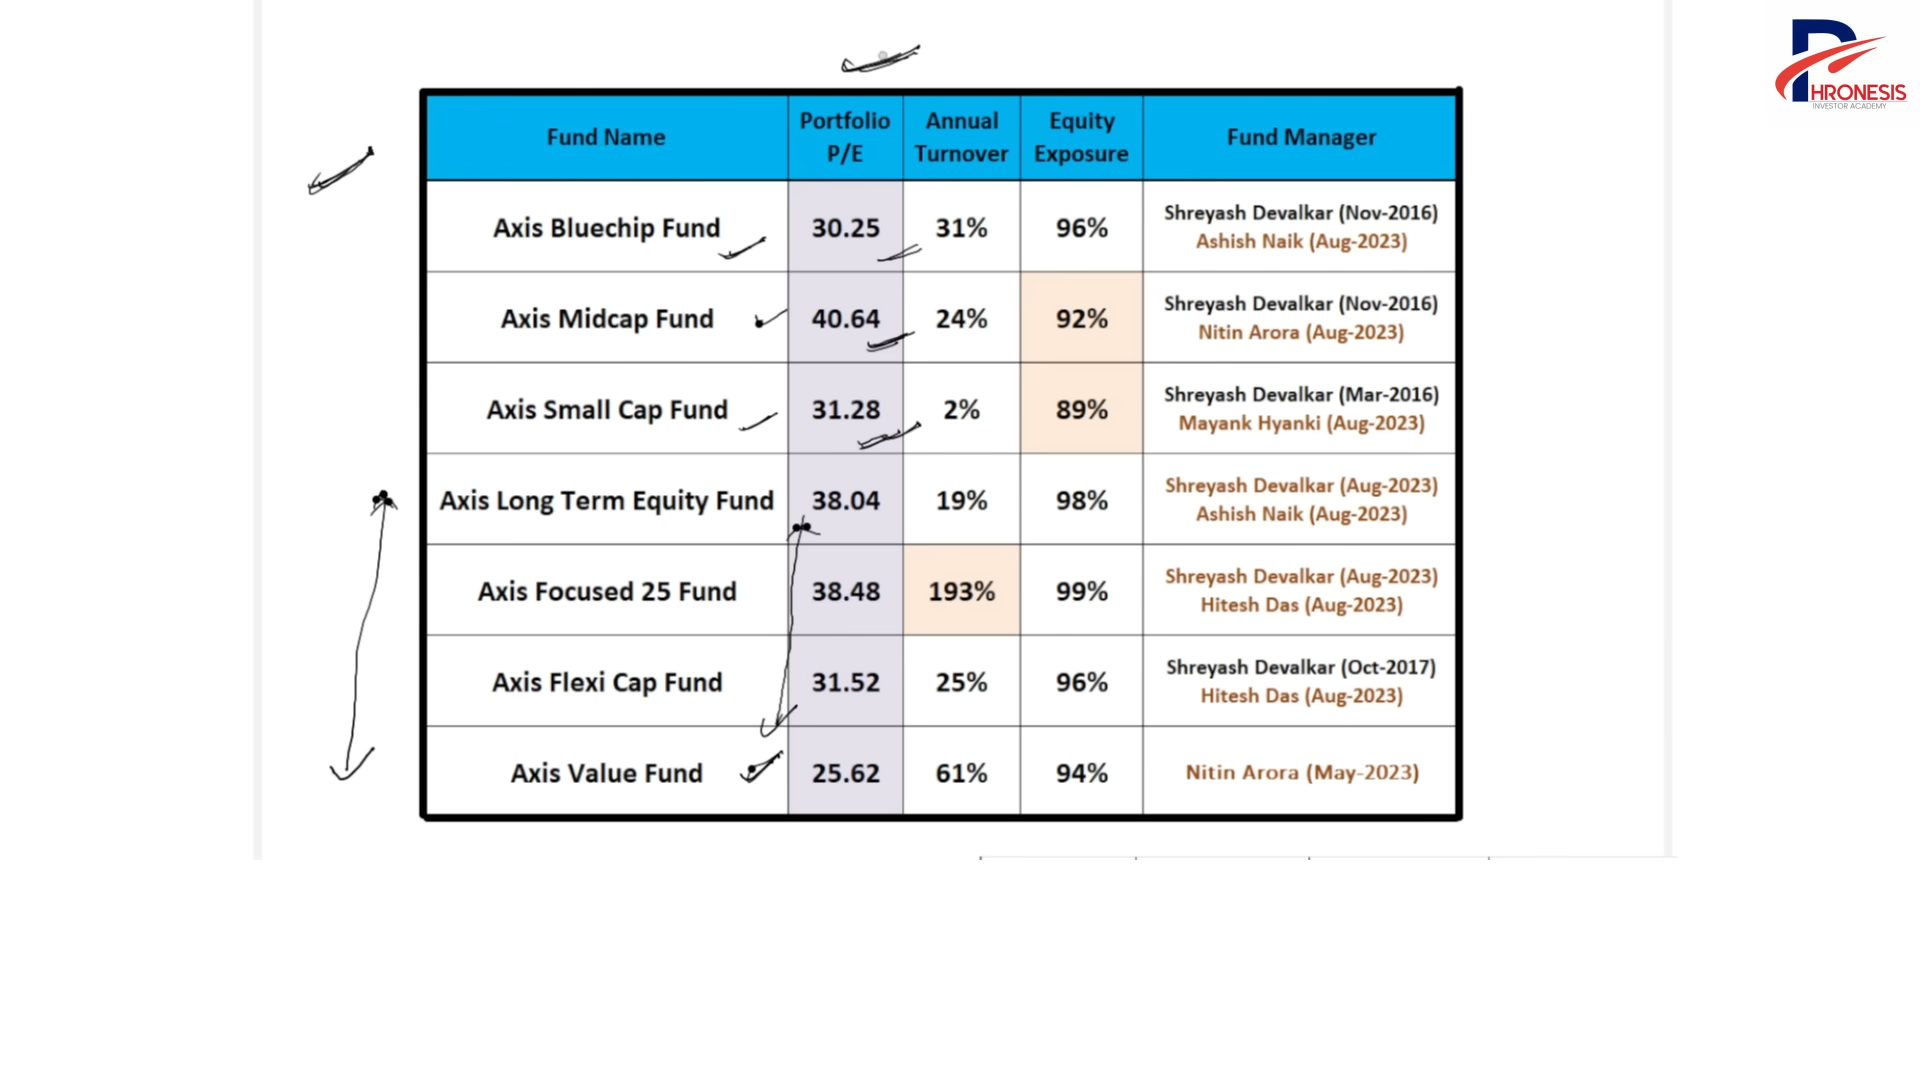 PHRONESIS
INVESTOR ACADEMY
Fund Name
Portfolio
P/E
Annual
Turnover
Equity
Exposure
Fund Manager
Axis Bluechip Fund
30.25
31%
96%
Shreyash Devalkar (Nov-2016)
Ashish Naik (Aug-2023)
Axis Midcap Fund
40.64
24%
92%
Shreyash Devalkar (Nov-2016)
Nitin Arora (Aug-2023)
Axis Small Cap Fund
31.28
2%
89%
Shreyash Devalkar (Mar-2016)
Mayank Hyanki (Aug-2023)
Axis Long Term Equity Fund
38.04
19%
98%
Shreyash Devalkar (Aug-2023)
Ashish Naik (Aug-2023)
Axis Focused 25 Fund
38.48
193%
99%
Shreyash Devalkar (Aug-2023)
Hitesh Das (Aug-2023)
Axis Flexi Cap Fund
31.52
25%
96%
Shreyash Devalkar (Oct-2017)
Hitesh Das (Aug-2023)
Axis Value Fund
25.62
61%
94%
Nitin Arora (May-2023)